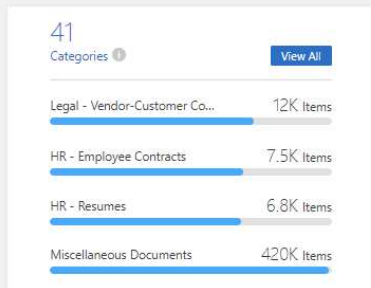 41
Categories
View All
Legal - Vendor-Customer Co... 12K Items
HR - Employee Contracts 7.5K Items
HR - Resumes 6.8K Items
Miscellaneous Documents 420K Items